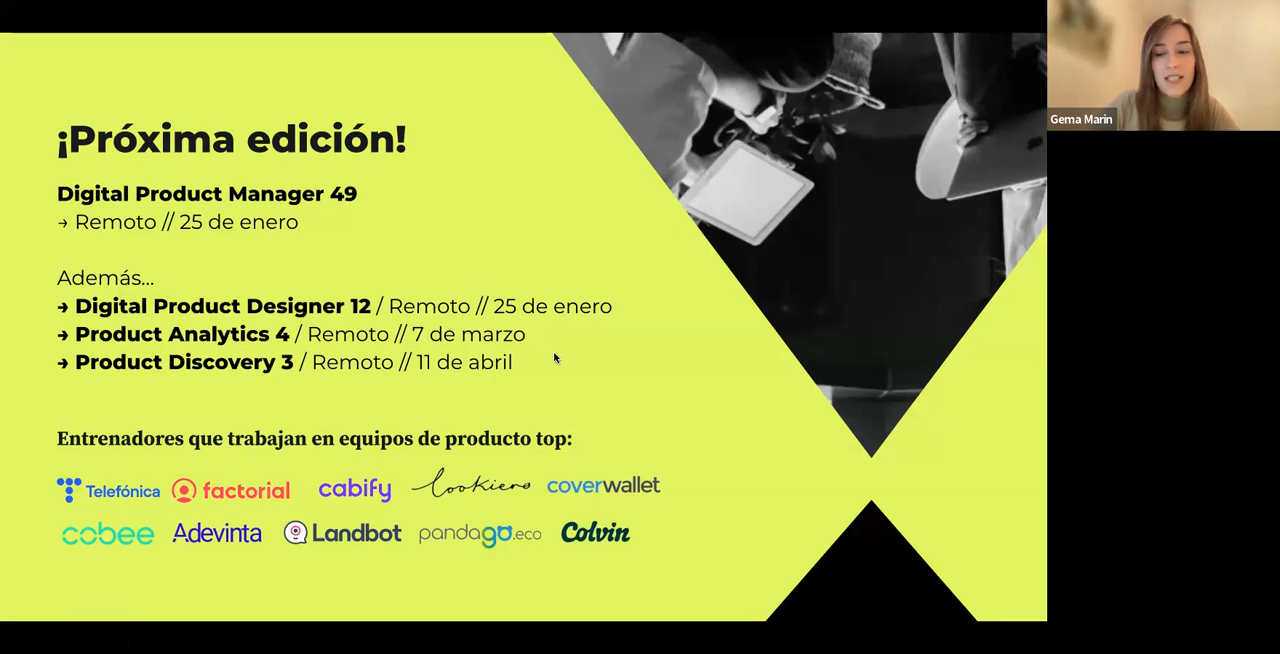 ¡Próxima edición!
Digital Product Manager 49
→ Remoto // 25 de enero
Además...
→ Digital Product Designer 12 / Remoto // 25 de enero
→ Product Analytics 4 / Remoto // 7 de marzo
→ Product Discovery 3 / Remoto // 11 de abril
Entrenadores que trabajan en equipos de producto top:
Telefónica factorial cabify lookiero coverwallet
cobee Adevinta Landbot pandago.eco Colvin
Gema Marin